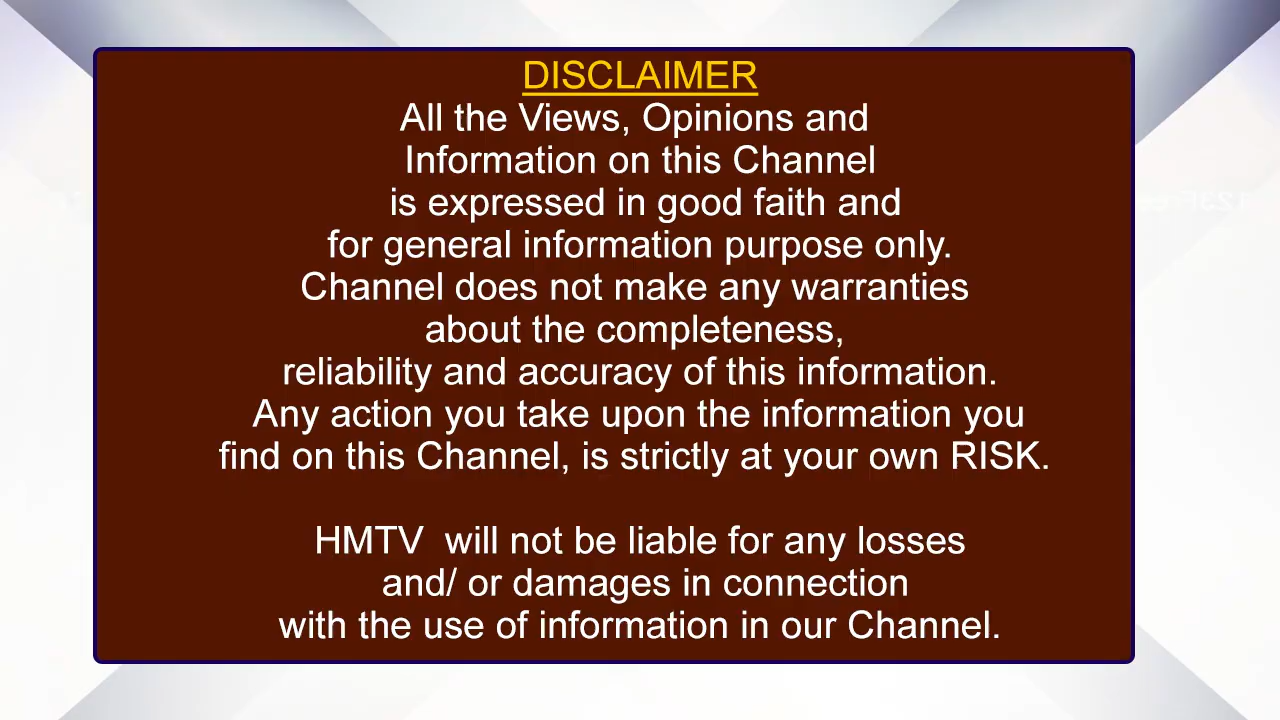 DISCLAIMER
All the Views, Opinions and
Information on this Channel
is expressed in good faith and
for general information purpose only.
Channel does not make any warranties
about the completeness,
reliability and accuracy of this information.
Any action you take upon the information you
find on this Channel, is strictly at your own RISK.
HMTV will not be liable for any losses
and/ or damages in connection
with the use of information in our Channel.